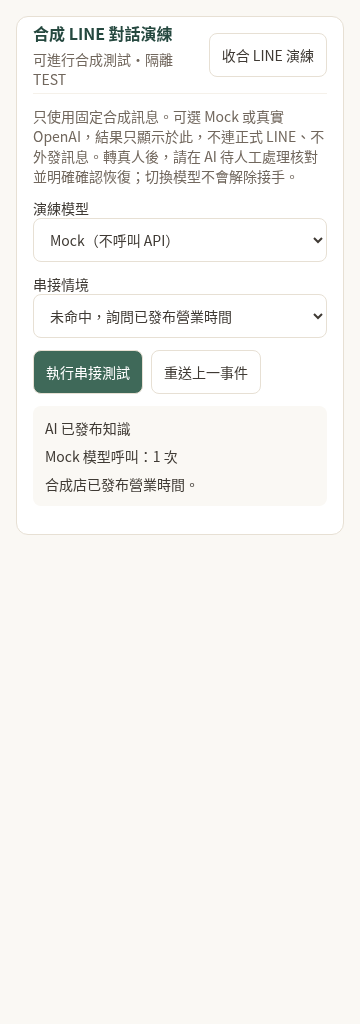 合成 LINE 對話演練
可進行合成測試・隔離
TEST
收合 LINE 演練
只使用固定合成訊息。可選 Mock 或真實
OpenAI，結果只顯示於此，不連正式 LINE、不
外發訊息。轉真人後，請在 AI 待人工處理核對
並明確確認恢復；切換模型不會解除接手。
演練模型
Mock（不呼叫 API）
串接情境
未命中，詢問已發布營業時間
執行串接測試
重送上一事件
AI 已發布知識
Mock 模型呼叫：1 次
合成店已發布營業時間。